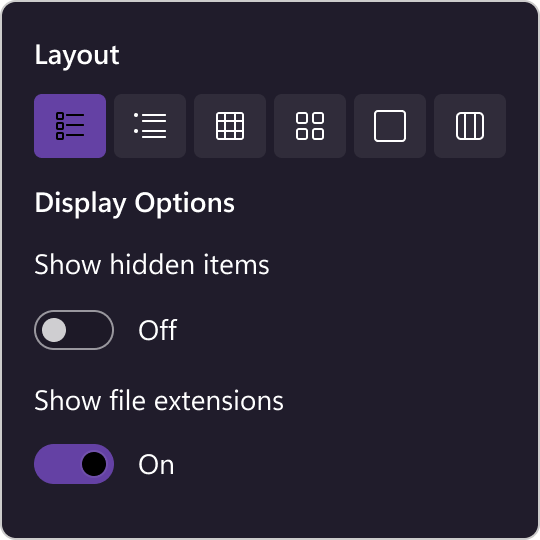 Layout
Display Options
Show hidden items
Off
Show file extensions
On